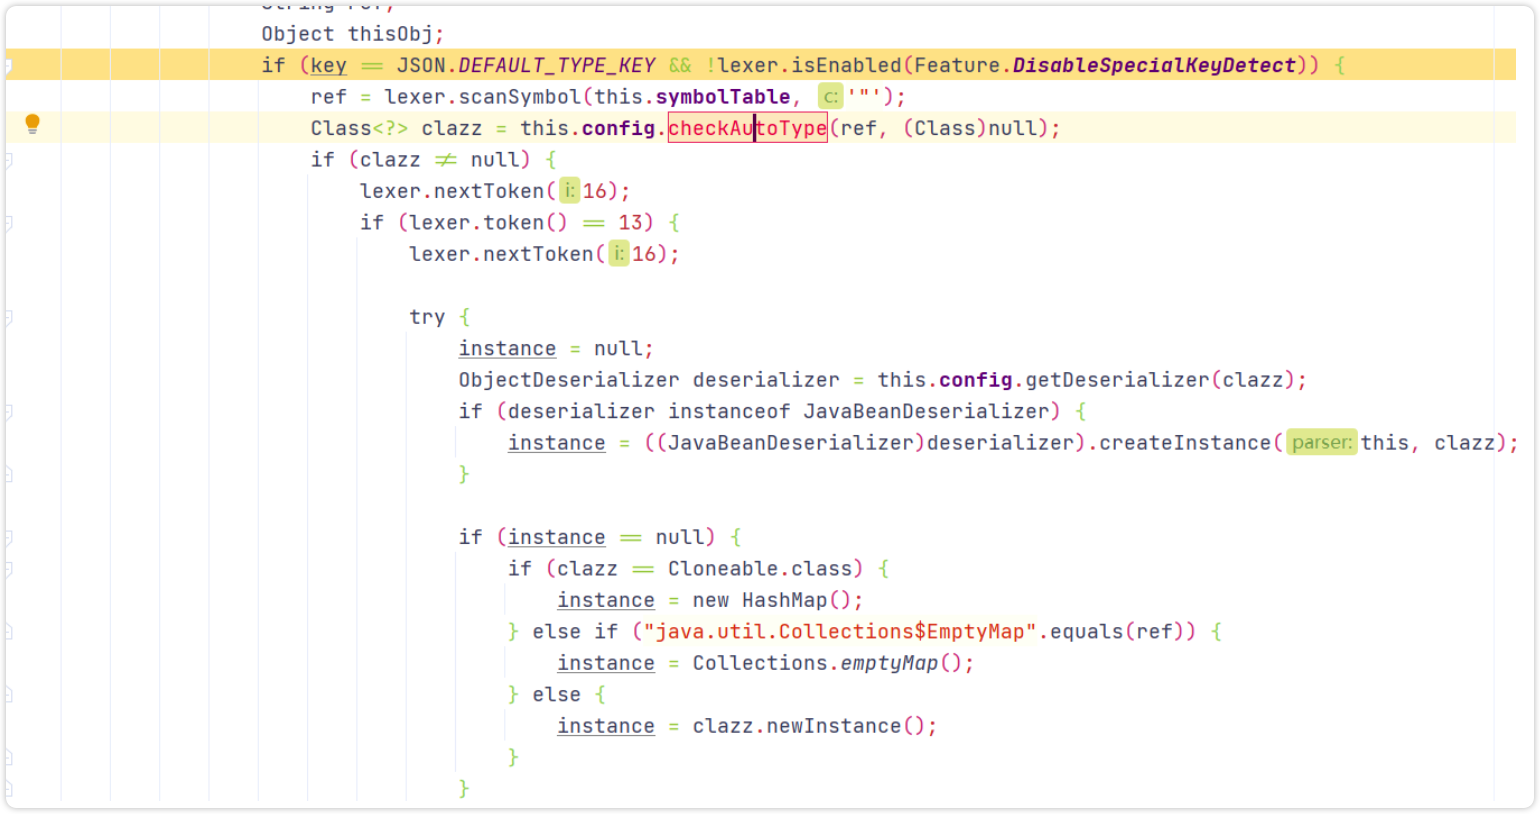 Object thisObj;
if (key == JSON.DEFAULT_TYPE_KEY && !lexer.isEnabled(Feature.DisableSpecialKeyDetect)) {
ref = lexer.scanSymbol(this.symbolTable, c: '"');
Class<?> clazz = this.config.checkAutoType(ref, (Class)null);
if (clazz != null) {
lexer.nextToken( i: 16);
if (lexer.token() == 13) {
lexer.nextToken( i: 16);
try {
instance = null;
ObjectDeserializer deserializer = this.config.getDeserializer(clazz);
if (deserializer instanceof JavaBeanDeserializer) {
instance = ((JavaBeanDeserializer)deserializer).createInstance( parser: this, clazz);
}
if (instance == null) {
if (clazz == Cloneable.class) {
instance = new HashMap();
} else if ("java.util.Collections$EmptyMap".equals(ref)) {
instance = Collections.emptyMap();
} else {
instance = clazz.newInstance();
}
}